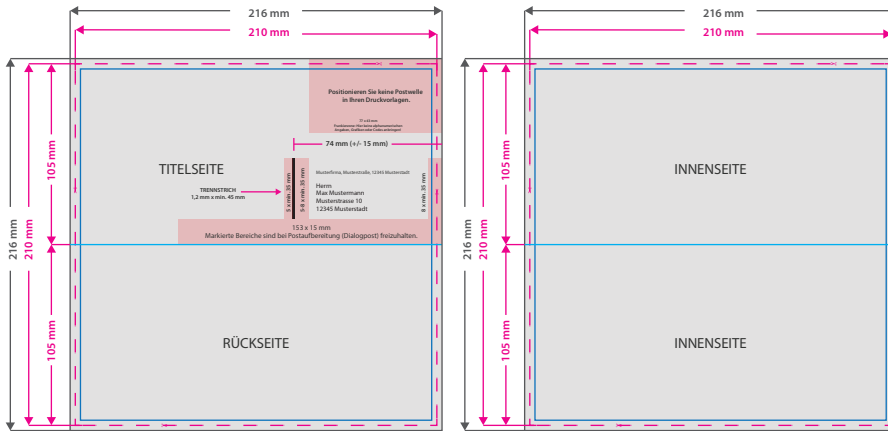 216 mm
210 mm
216 mm
210 mm
105 mm
105 mm
Positionieren Sie keine Postwelle
in Ihren Druckvorlagen.
74 mm (+/- 15 mm)
TITELSEITE
TRENNSTRICH
1,2 mm x min. 45 mm
5 x min. 35 mm
5-8 x min. 35 mm
8 x min. 35 mm
Musterfirma, Musterstraße, 12345 Musterstadt
Herrn
Max Mustermann
Musterstrasse 10
12345 Musterstadt
153 x 15 mm
Markierte Bereiche sind bei Postaufbereitung (Dialogpost) freizuhalten.
RÜCKSEITE
216 mm
210 mm
216 mm
210 mm
105 mm
105 mm
INNENSEITE
INNENSEITE